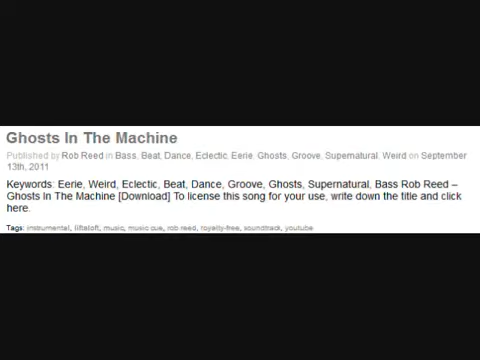 Ghosts In The Machine
Published by Rob Reed in Bass, Beat, Dance, Eclectic, Eerie, Ghosts, Groove, Supernatural, Weird on September
13th, 2011
Keywords: Eerie, Weird, Eclectic, Beat, Dance, Groove, Ghosts, Supernatural, Bass Rob Reed –
Ghosts In The Machine [Download] To license this song for your use, write down the title and click
here.
Tags: instrumental, liftaloft, music, music cue, rob reed, royalty-free, soundtrack, youtube